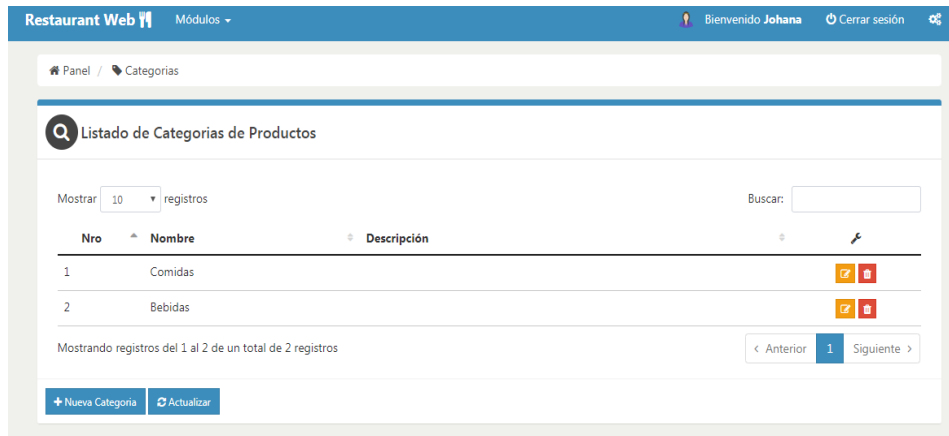 Restaurant Web Módulos Bienvenido Johana Cerrar sesión
Panel / Categorias
Listado de Categorias de Productos
Mostrar 10 registros Buscar:
Nro Nombre Descripción
1 Comidas
2 Bebidas
Mostrando registros del 1 al 2 de un total de 2 registros < Anterior 1 Siguiente >
Nueva Categoria Actualizar